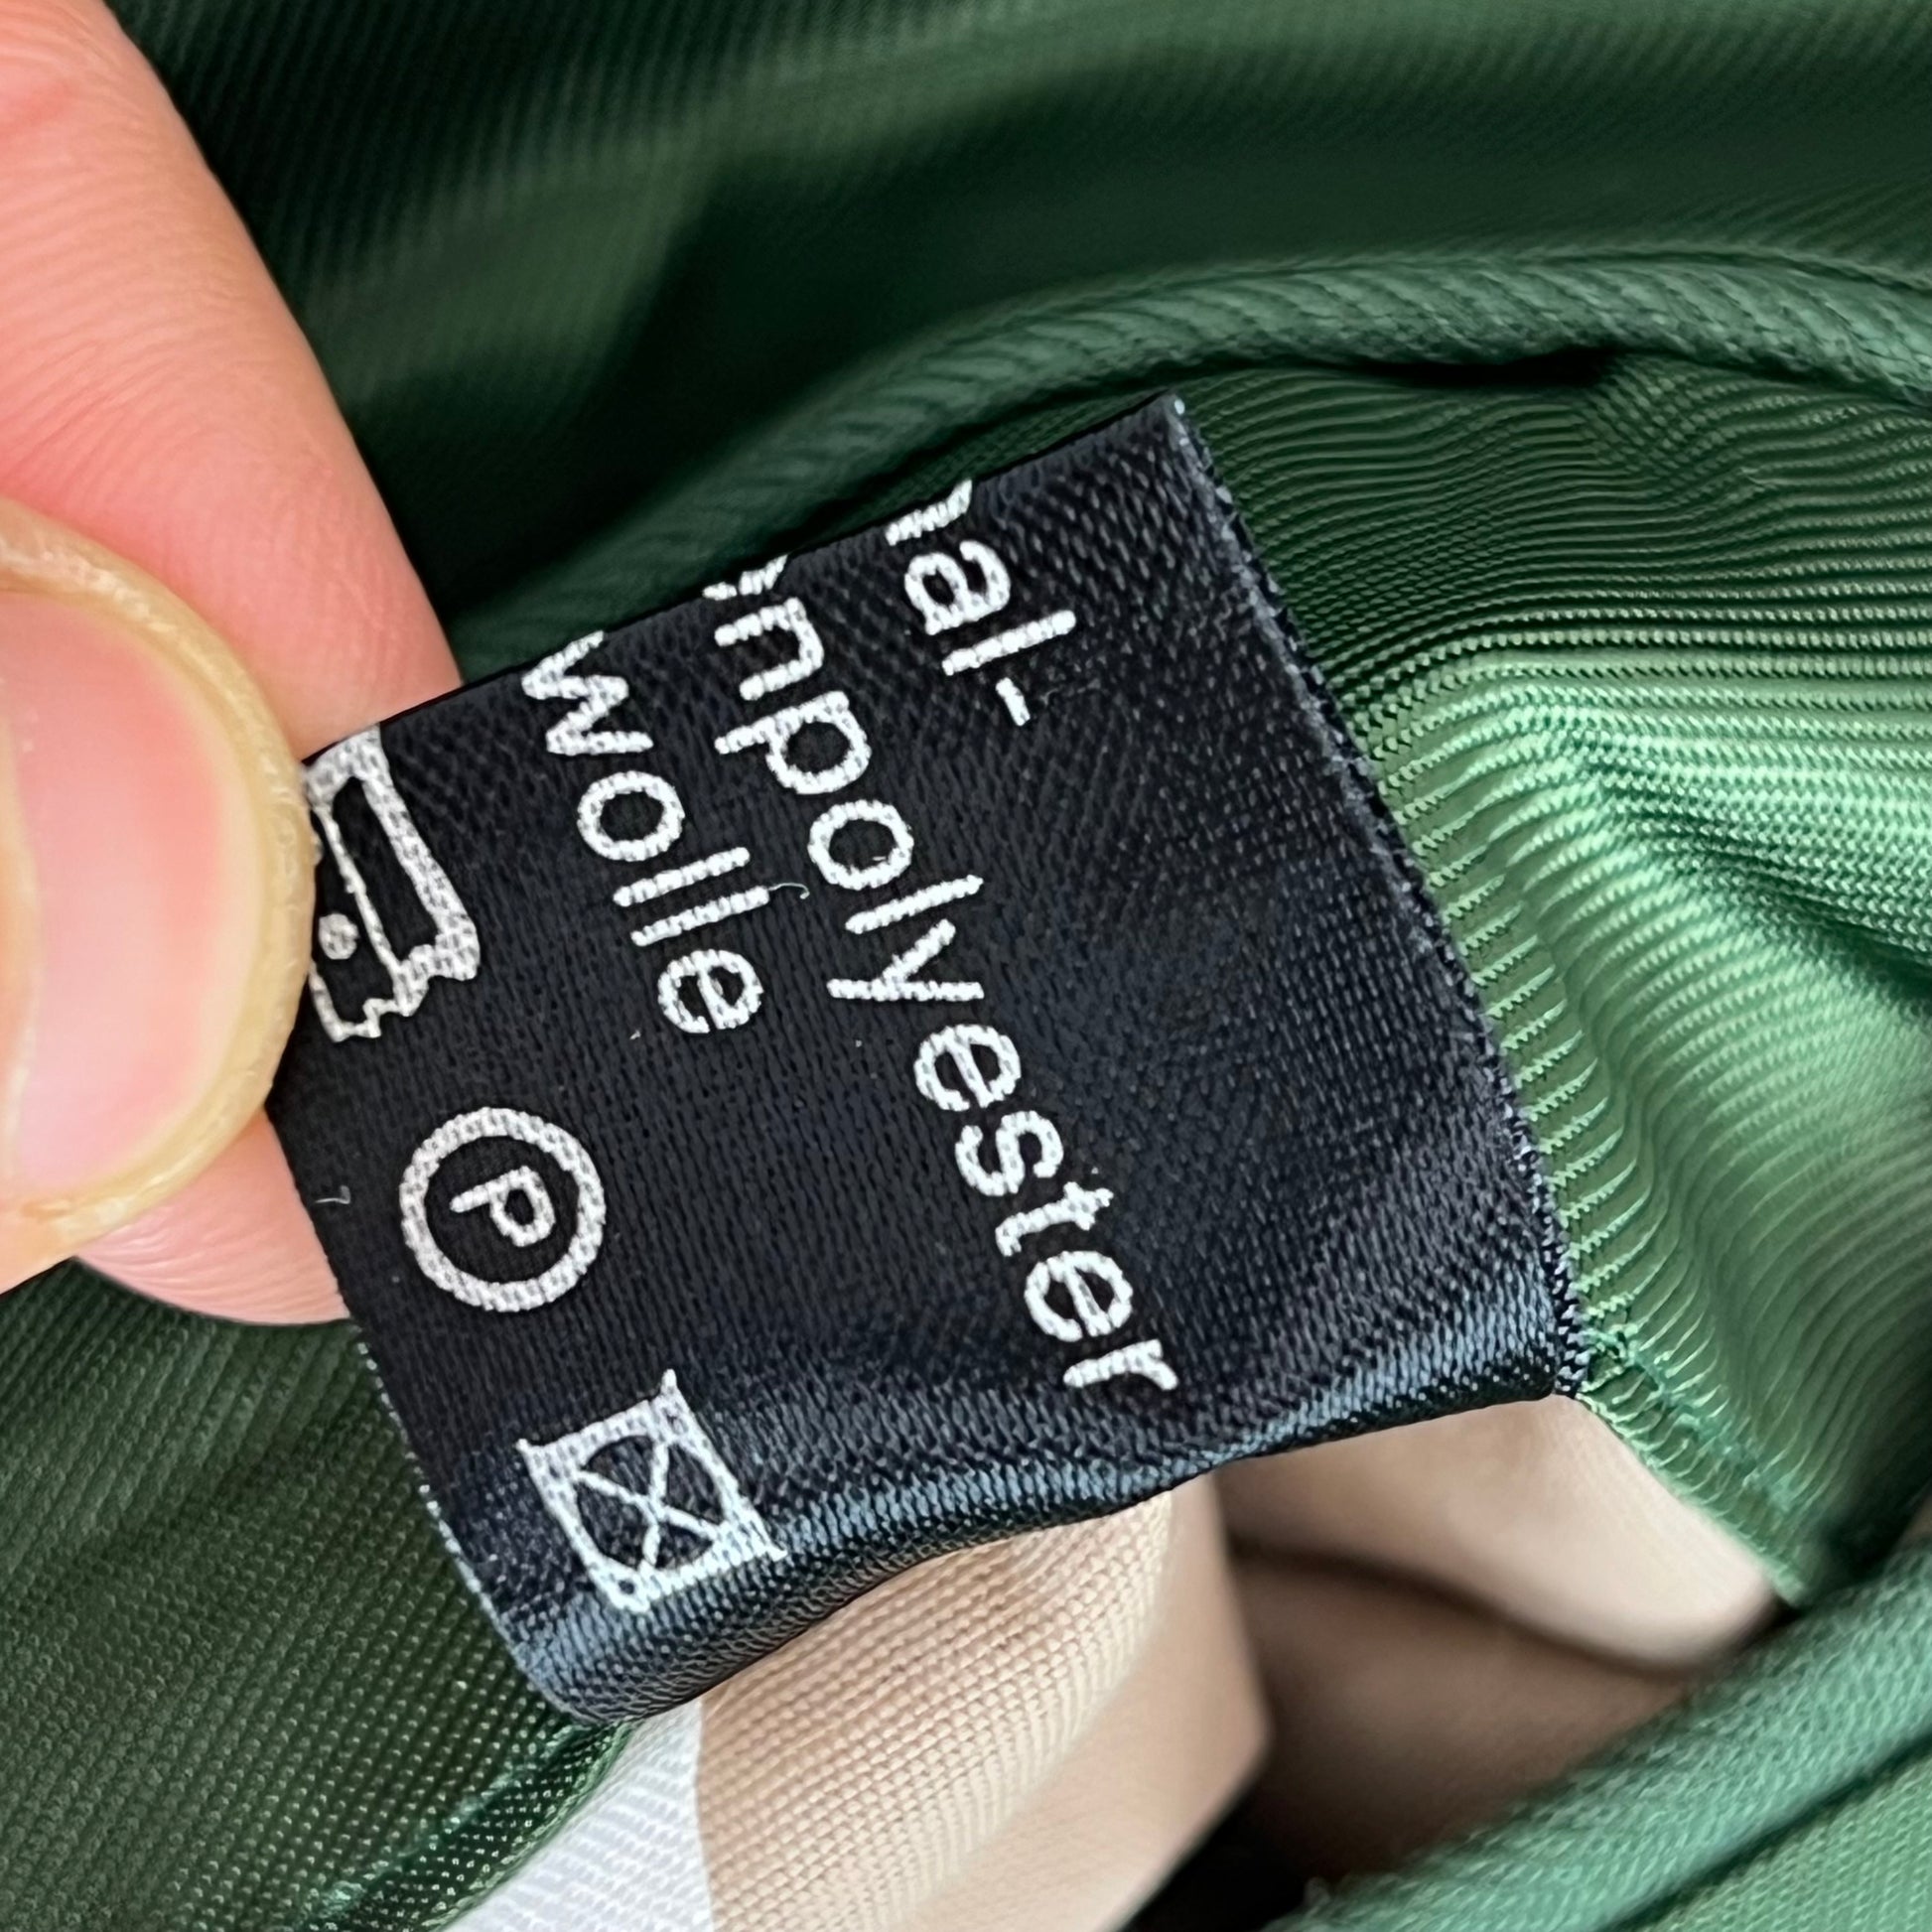 al-
npolyester
wolle
P